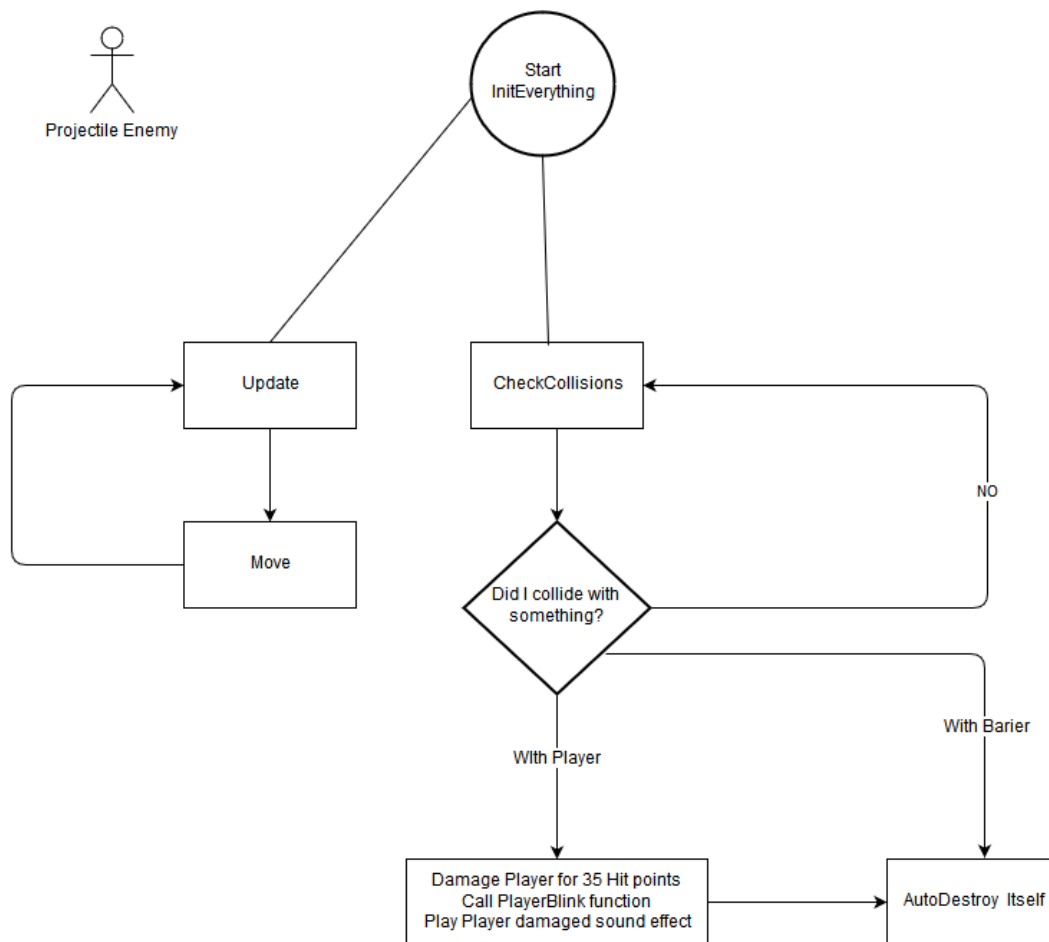 Start
InitEverything
Projectile Enemy
Update
CheckCollisions
NO
Move
Did I collide with
something?
With Barier
WIth Player
Damage Player for 35 Hit points
Call PlayerBlink function
Play Player damaged sound effect
AutoDestroy Itself